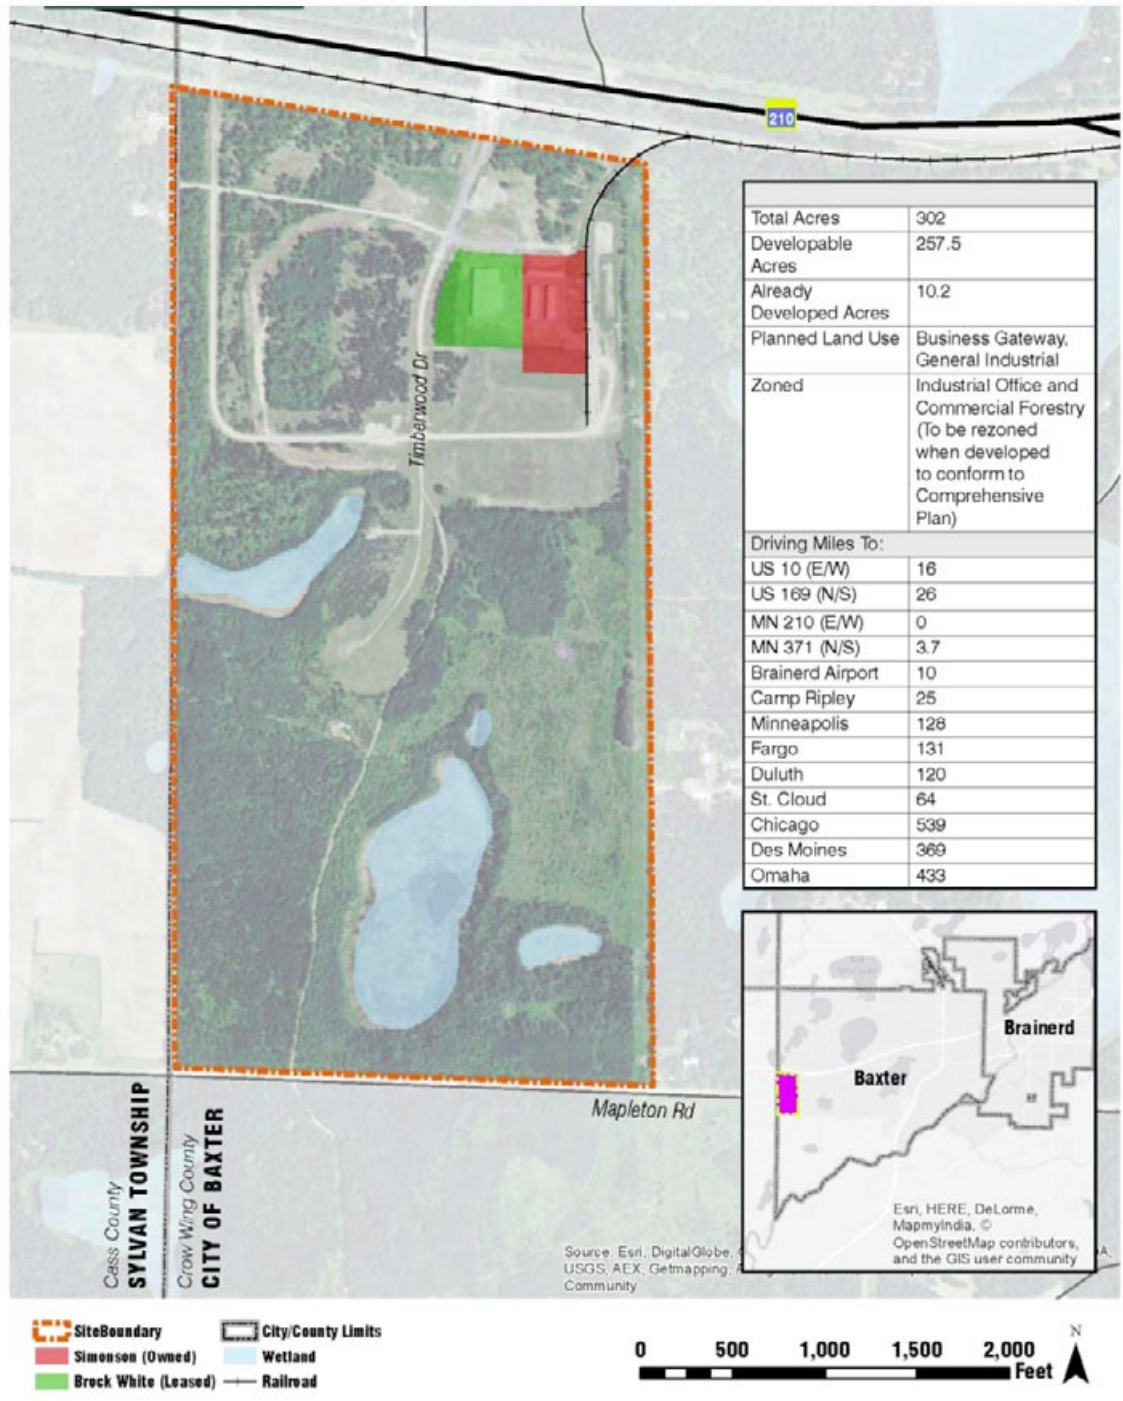 210
Total Acres 302
Developable 257.5
Acres
Already 10.2
Developed Acres
Planned Land Use Business Gateway,
General Industrial
Zoned Industrial Office and
Commercial Forestry
(To be rezoned
when developed
to conform to
Comprehensive
Plan)
Driving Miles To:
US 10 (E/W) 16
US 169 (N/S) 26
MN 210 (E/W) 0
MN 371 (N/S) 3.7
Brainerd Airport 10
Camp Ripley 25
Minneapolis 128
Fargo 131
Duluth 120
St. Cloud 64
Chicago 539
Des Moines 369
Omaha 433
Timberwood Dr
Mapleton Rd
Cass County
SYLVAN TOWNSHIP
Crow Wing County
CITY OF BAXTER
Brainerd
Baxter
Esri, HERE, DeLorme,
MapmyIndia, ©
OpenStreetMap contributors,
and the GIS user community
Source: Esri, DigitalGlobe,
USGS, AEX, Getmapping,
Community
SiteBoundary City/County Limits
Simonson (Owned) Wetland
Brock White (Leased) Railroad
0 500 1,000 1,500 2,000
Feet
N